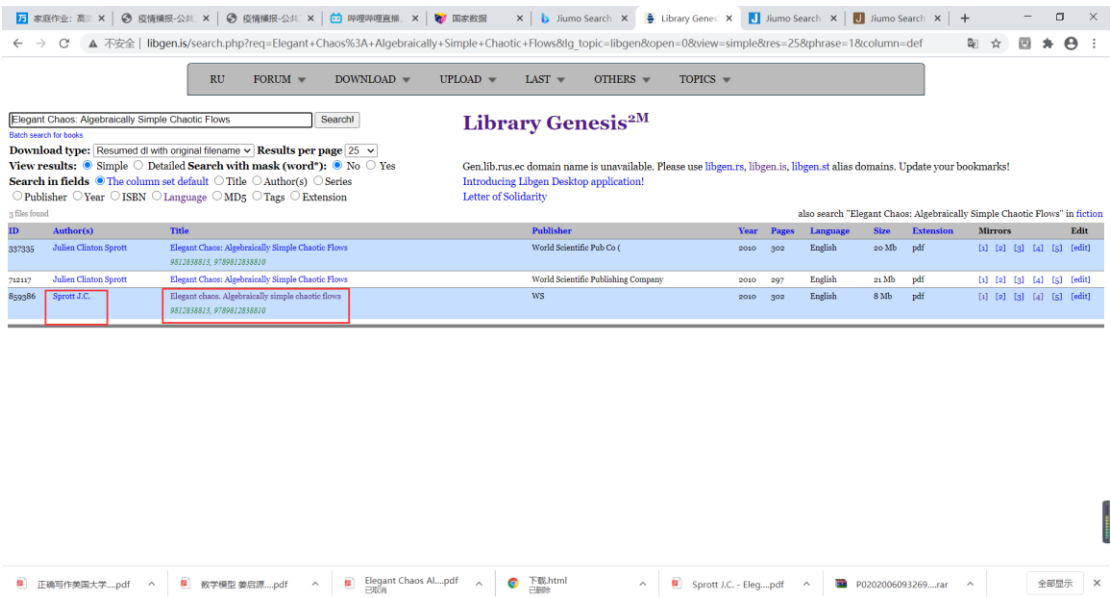 家庭作业：高
疫情填报-公共
疫情填报-公共
哔哩哔哩直播
国家数据
Jiumo Search
Library Genes
Jiumo Search
Jiumo Search
不安全 | libgen.is/search.php?req=Elegant+Chaos%3A+Algebraically+Simple+Chaotic+Flows&lg_topic=libgen&open=0&view=simple&res=25&phrase=1&column=def
RU FORUM DOWNLOAD UPLOAD LAST OTHERS TOPICS
Elegant Chaos: Algebraically Simple Chaotic Flows Search!
Batch search for books
Library Genesis2M
Download type: Resumed dl with original filename Results per page 25
View results: Simple Detailed Search with mask (word*): No Yes
Search in fields The column set default Title Author(s) Series
Publisher Year ISBN Language MD5 Tags Extension
Gen.lib.rus.ec domain name is unavailable. Please use libgen.rs, libgen.is, libgen.st alias domains. Update your bookmarks!
Introducing Libgen Desktop application!
Letter of Solidarity
3 files found
also search "Elegant Chaos: Algebraically Simple Chaotic Flows" in fiction
ID Author(s) Title Publisher Year Pages Language Size Extension Mirrors Edit
337335 Julien Clinton Sprott Elegant Chaos: Algebraically Simple Chaotic Flows World Scientific Pub Co ( 2010 302 English 20 Mb pdf [1] [2] [3] [4] [5] [edit]
9812838813, 9789812838810
712117 Julien Clinton Sprott Elegant Chaos: Algebraically Simple Chaotic Flows World Scientific Publishing Company 2010 297 English 21 Mb pdf [1] [2] [3] [4] [5] [edit]
859386 Sprott J.C. Elegant chaos. Algebraically simple chaotic flows WS 2010 302 English 8 Mb pdf [1] [2] [3] [4] [5] [edit]
9812838813, 9789812838810
正确写作美国大学....pdf
数学模型 姜启源....pdf
Elegant Chaos Al....pdf
已取消
下载.html
已删除
Sprott J.C. - Eleg....pdf
P0202006093269....rar
全部显示